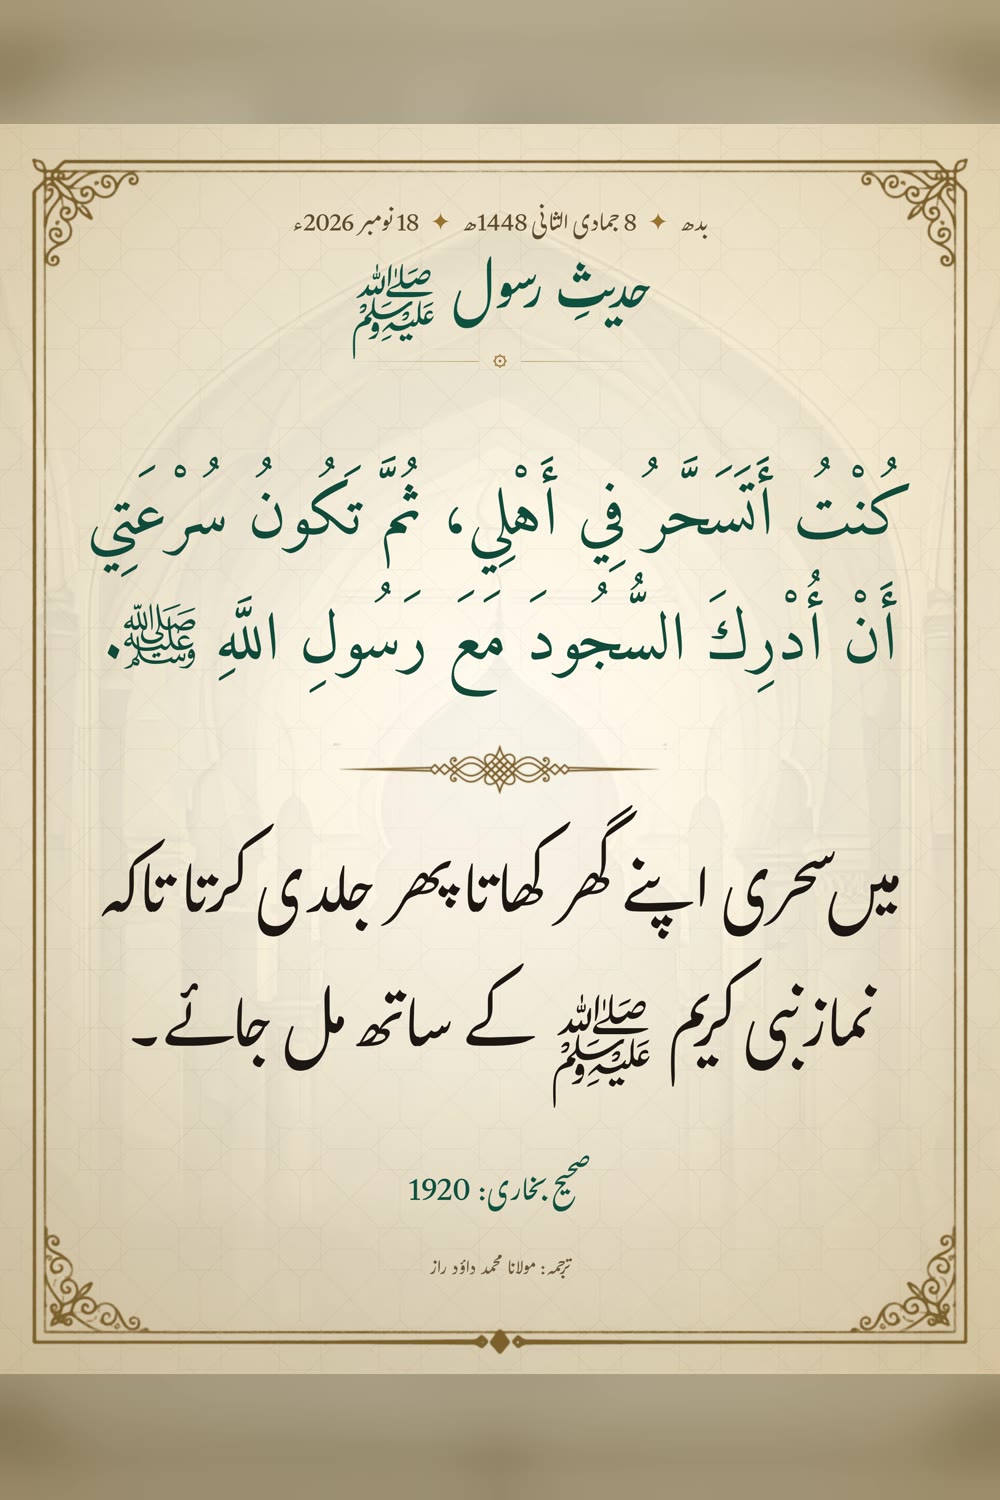 بدھ ✦ 8 جمادی الثانی 1448ھ ✦ 18 نومبر 2026ء
حدیثِ رسول ﷺ
كُنْتُ أَتَسَحَّرُ فِي أَهْلِي، ثُمَّ تَكُونُ سُرْعَتِي
أَنْ أُدْرِكَ السُّجُودَ مَعَ رَسُولِ اللَّهِ ﷺ.
میں سحری اپنے گھر کھاتا پھر جلدی کرتا تاکہ
نماز نبی کریم ﷺ کے ساتھ مل جائے۔
صحیح بخاری: 1920
ترجمہ: مولانا محمد داؤد راز